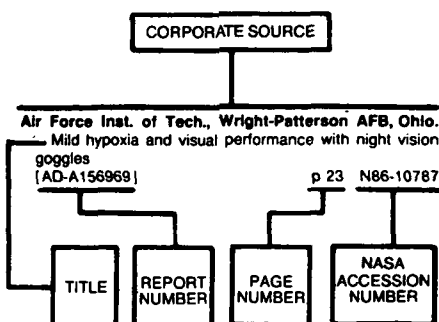 CORPORATE SOURCE
Air Force Inst. of Tech., Wright-Patterson AFB, Ohio.
Mild hypoxia and visual performance with night vision
goggles
[AD-A156969] p 23 N86-10787
TITLE
REPORT
NUMBER
PAGE
NUMBER
NASA
ACCESSION
NUMBER